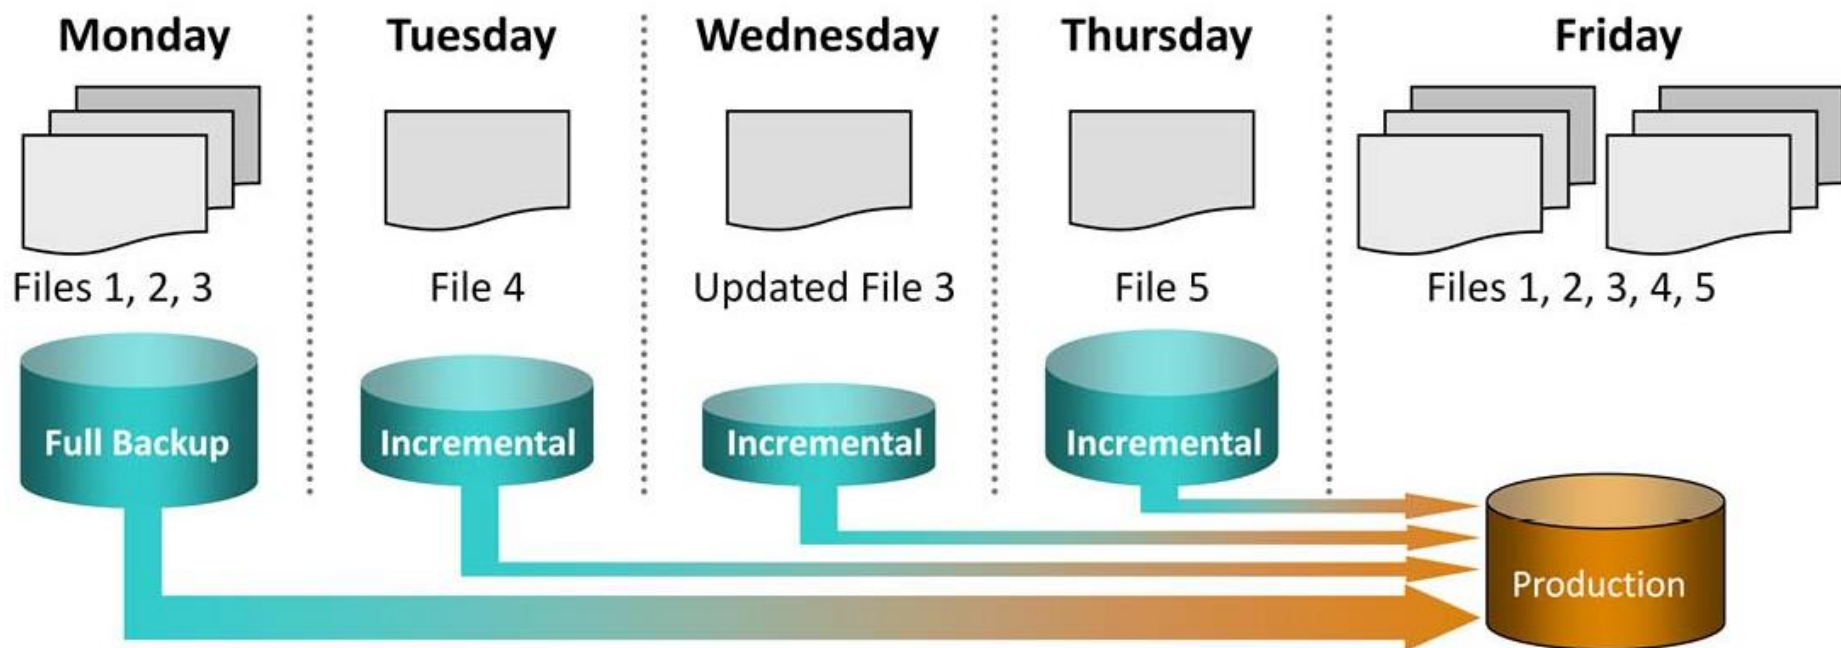 Monday
Tuesday
Wednesday
Thursday
Friday
Files 1, 2, 3
File 4
Updated File 3
File 5
Files 1, 2, 3, 4, 5
Full Backup
Incremental
Incremental
Incremental
Production